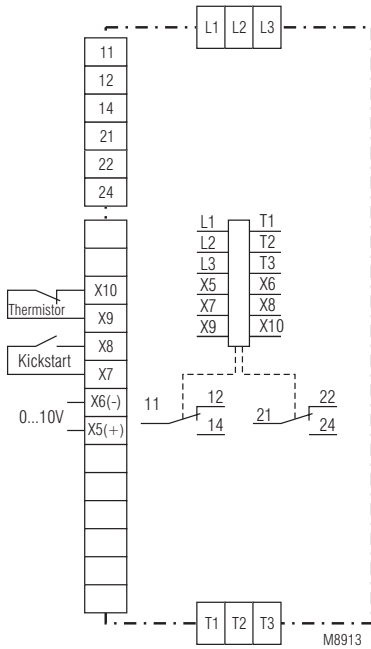 L1 L2 L3
11
12
14
21
22
24
L1 T1
L2 T2
L3 T3
X5 X6
X7 X8
X9 X10
X10
Thermistor
X9
X8
Kickstart
X7
X6(-)
0...10V
X5(+)
11 12 14
21 22 24
T1 T2 T3
M8913